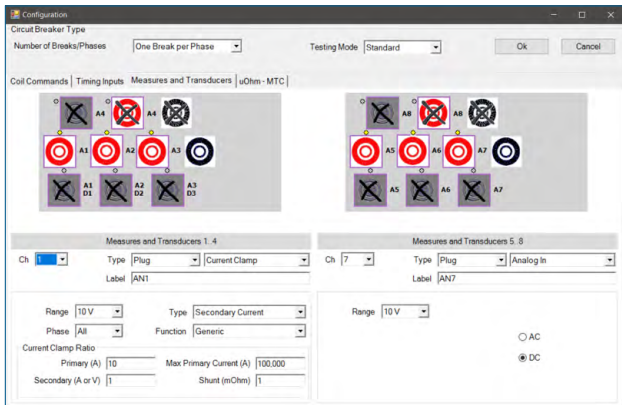 Configuration
Circuit Breaker Type
Number of Breaks/Phases One Break per Phase Testing Mode Standard Ok Cancel
Coil Commands Timing Inputs Measures and Transducers uOhm - MTC
A4 A4 A8 A8
A1 A2 A3 A5 A6 A7
A1 A2 A3 A5 A6 A7
D1 D2 D3
Measures and Transducers 1..4 Measures and Transducers 5..8
Ch 1 Type Plug Current Clamp Ch 7 Type Plug Analog In
Label AN1 Label AN7
Range 10 V Type Secondary Current Range 10 V
Phase All Function Generic
AC
Current Clamp Ratio
DC
Primary (A) 10 Max Primary Current (A) 100,000
Secondary (A or V) 1 Shunt (mOhm) 1